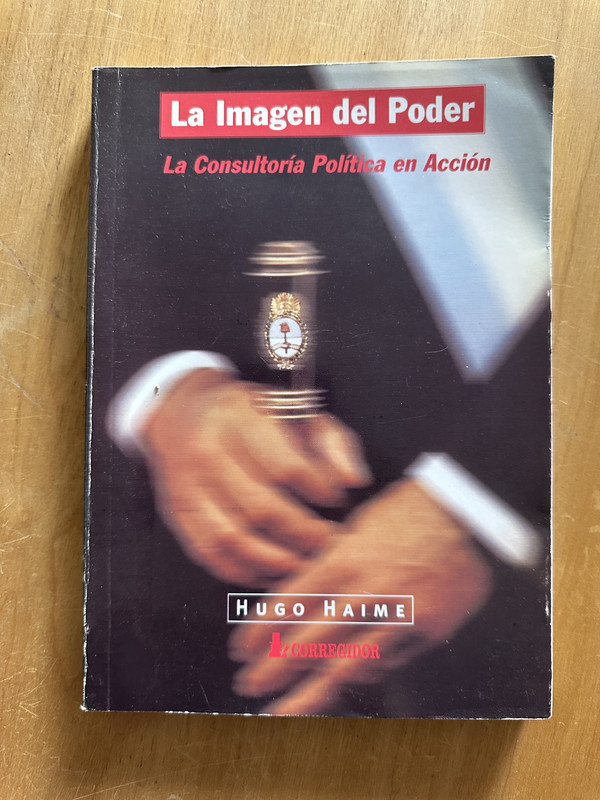 La Imagen del Poder
La Consultoría Política en Acción
HUGO HAIME
CORREGIDOR